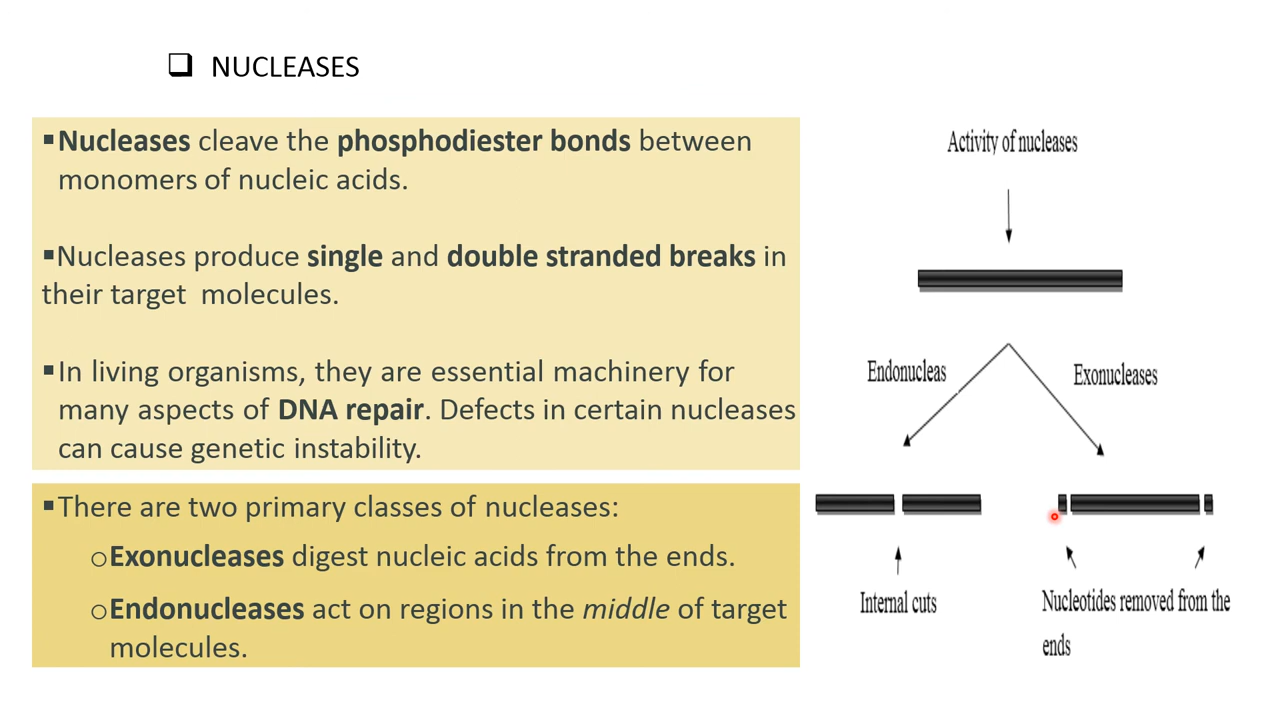 ❑ NUCLEASES
▪Nucleases cleave the phosphodiester bonds between
monomers of nucleic acids.
▪Nucleases produce single and double stranded breaks in
their target molecules.
▪In living organisms, they are essential machinery for
many aspects of DNA repair. Defects in certain nucleases
can cause genetic instability.
▪There are two primary classes of nucleases:
oExonucleases digest nucleic acids from the ends.
oEndonucleases act on regions in the middle of target
molecules.
Activity of nucleases
Endonucleas
Exonucleases
Internal cuts
Nucleotides removed from the
ends